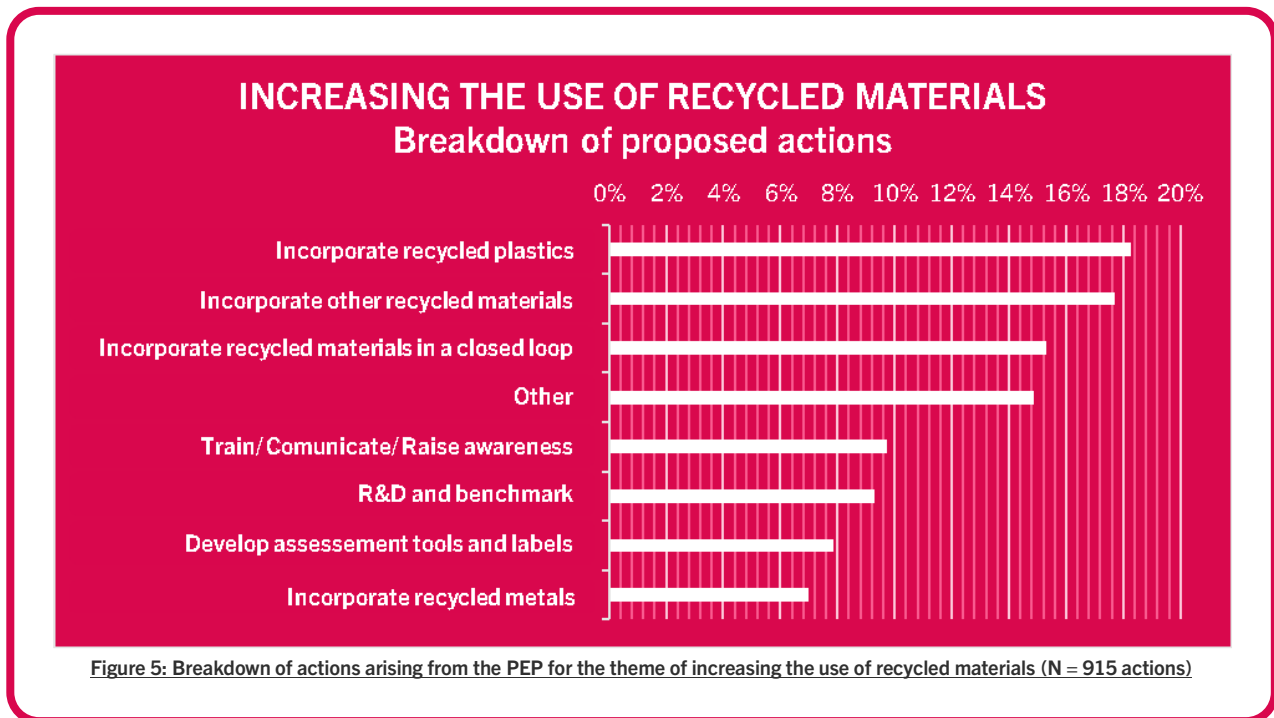 INCREASING THE USE OF RECYCLED MATERIALS
Breakdown of proposed actions
0% 2% 4% 6% 8% 10% 12% 14% 16% 18% 20%
Incorporate recycled plastics
Incorporate other recycled materials
Incorporate recycled materials in a closed loop
Other
Train/Comunicate/Raise awareness
R&D and benchmark
Develop assessement tools and labels
Incorporate recycled metals
Figure 5: Breakdown of actions arising from the PEP for the theme of increasing the use of recycled materials (N = 915 actions)